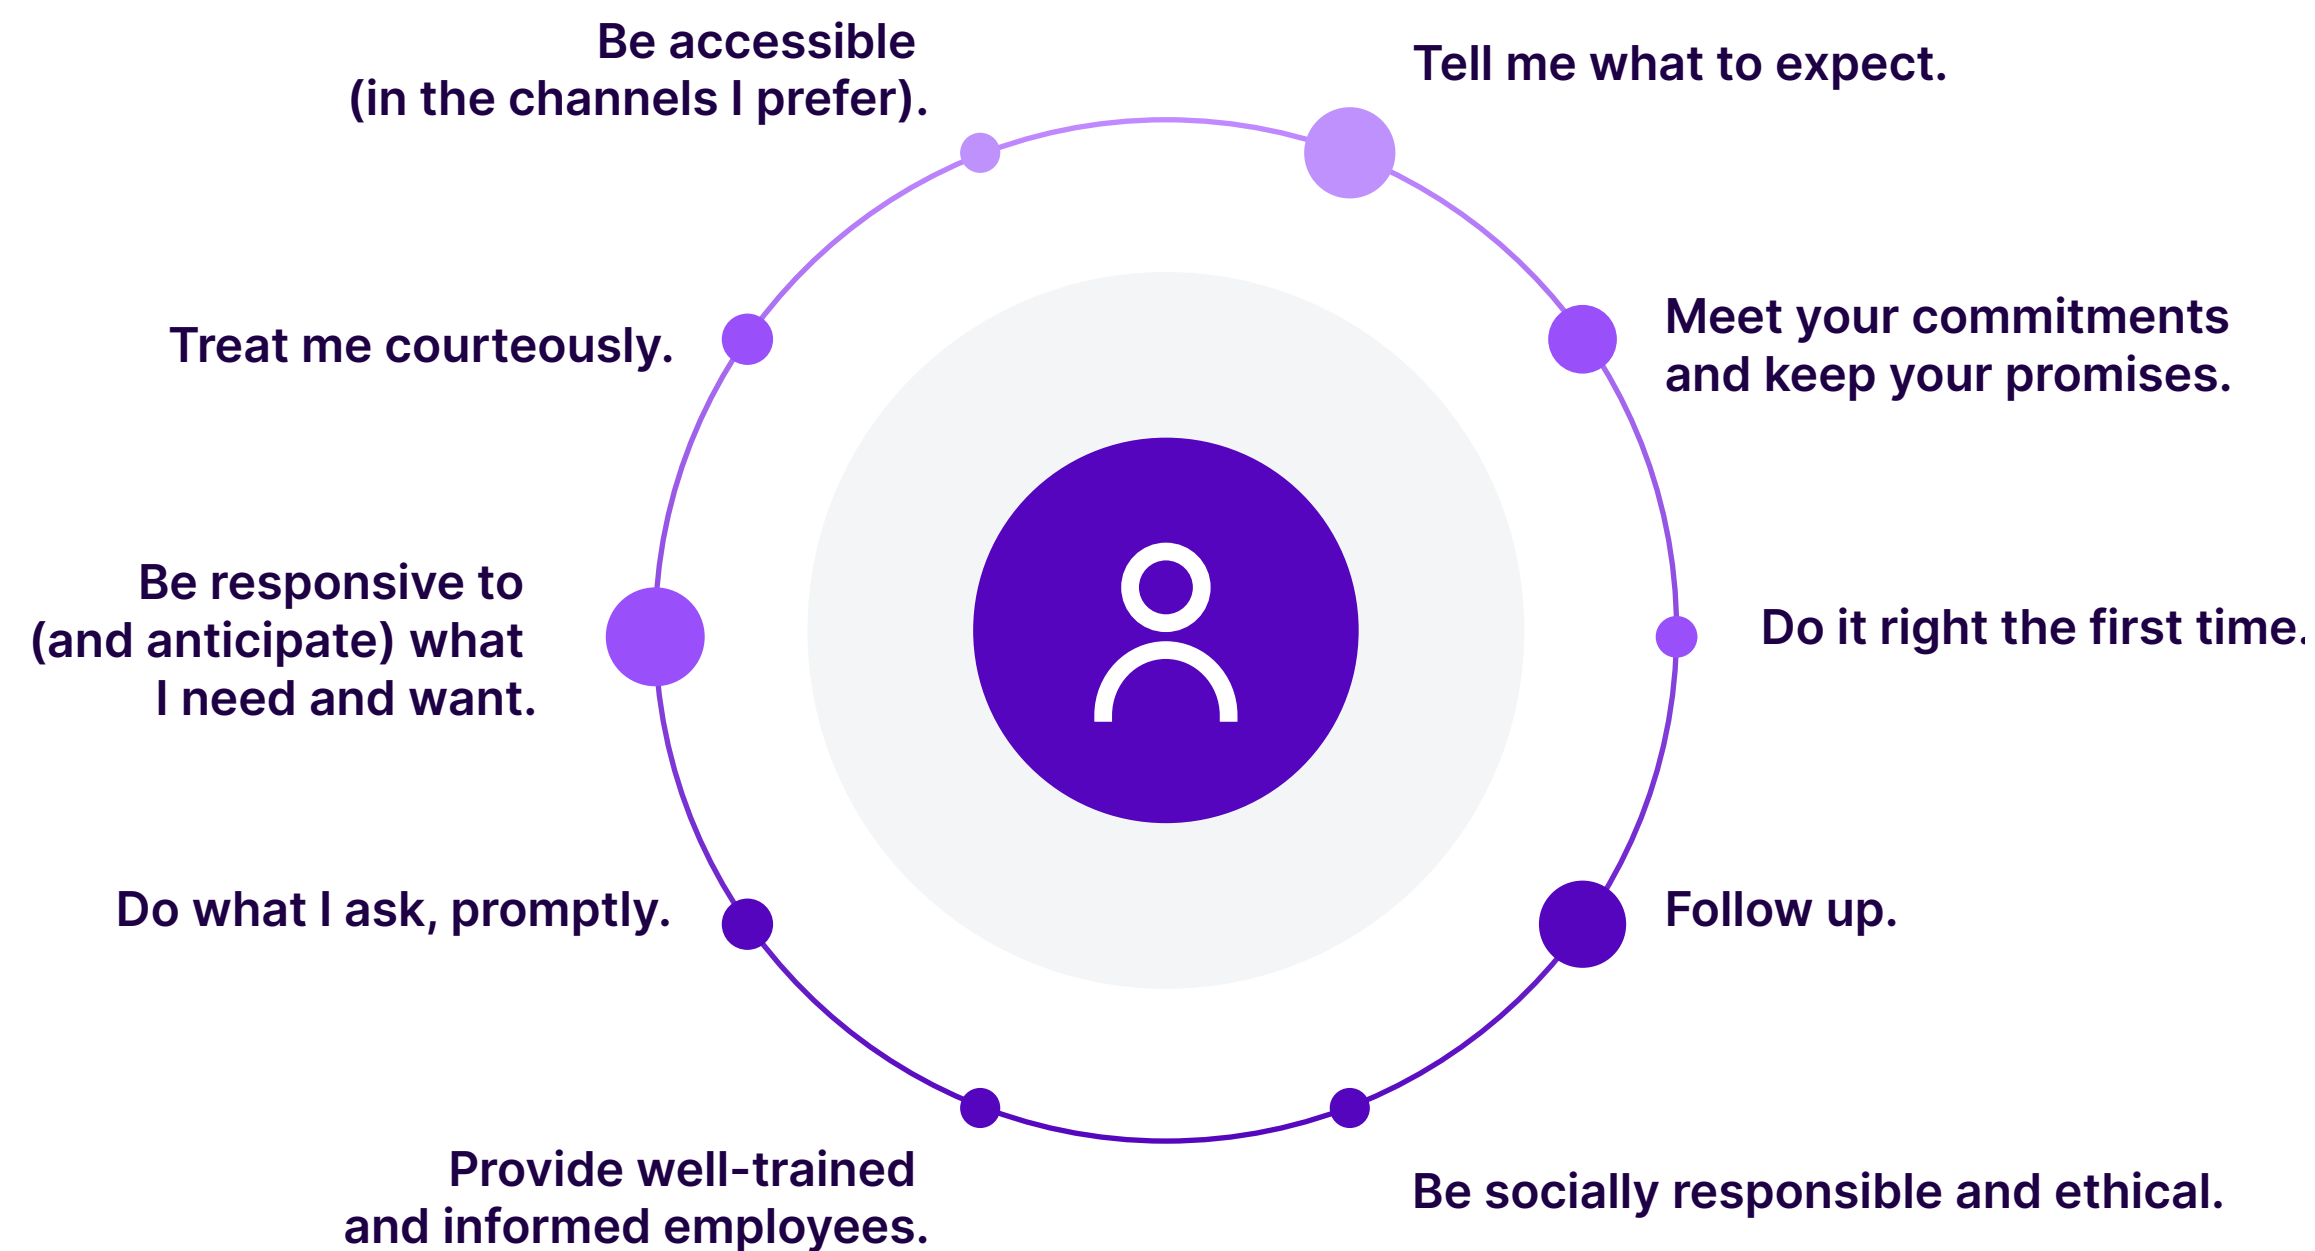 Be accessible
(in the channels I prefer).
Tell me what to expect.
Treat me courteously.
Meet your commitments
and keep your promises.
Be responsive to
(and anticipate) what
I need and want.
Do it right the first time.
Do what I ask, promptly.
Follow up.
Provide well-trained
and informed employees.
Be socially responsible and ethical.